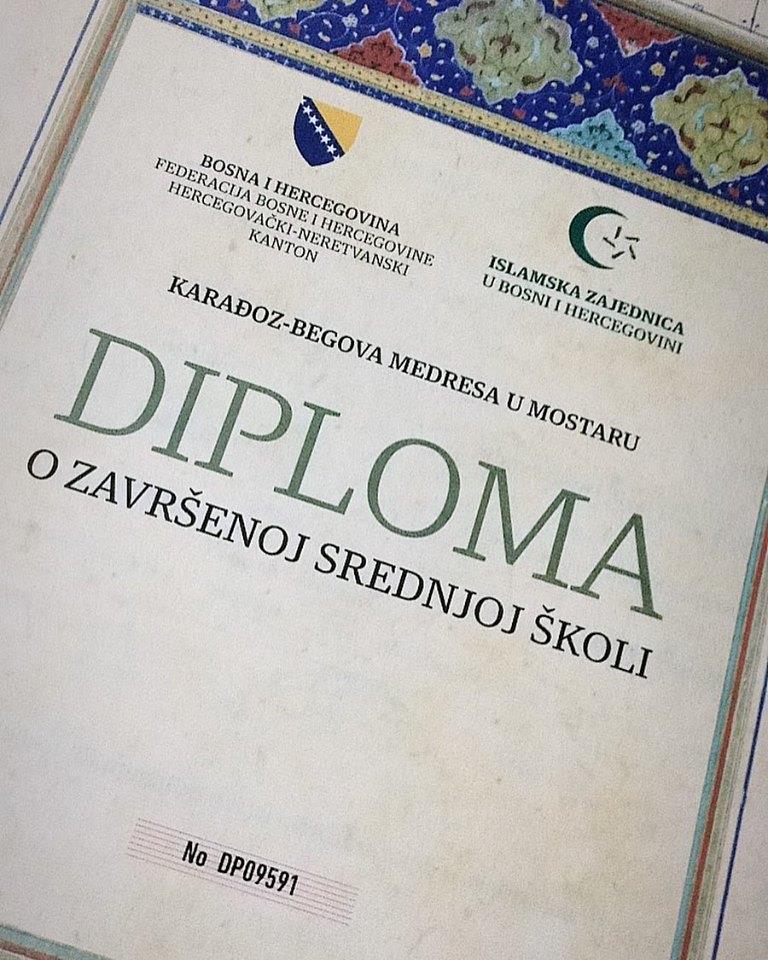 BOSNA I HERCEGOVINA
FEDERACIJA BOSNE I HERCEGOVINE
HERCEGOVAČKI-NERETVANSKI
KANTON
ISLAMSKA ZAJEDNICA
U BOSNI I HERCEGOVINI
KARAĐOZ-BEGOVA MEDRESA U MOSTARU
DIPLOMA
O ZAVRŠENOJ SREDNJOJ ŠKOLI
No DP09591